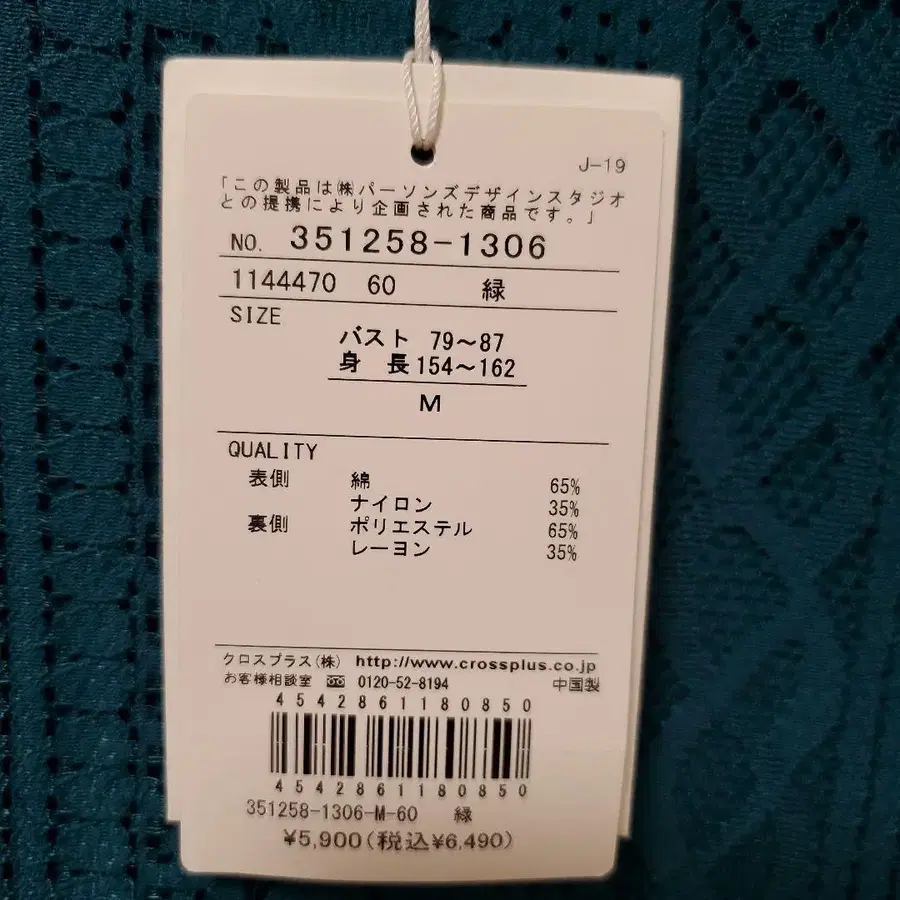 J-19
「この製品は㈱パーソンズデザインスタジオ
との提携により企画された商品です。」
NO. 351258-1306
1144470 60 緑
SIZE
バスト 79～87
身 長 154～162
M
QUALITY
表側 綿 65%
ナイロン 35%
裏側 ポリエステル 65%
レーヨン 35%
クロスプラス(株) http://www.crossplus.co.jp
お客様相談室 0120-52-8194 中国製
4542861180850
4542861180850
351258-1306-M-60 緑
¥5,900(税込¥6,490)